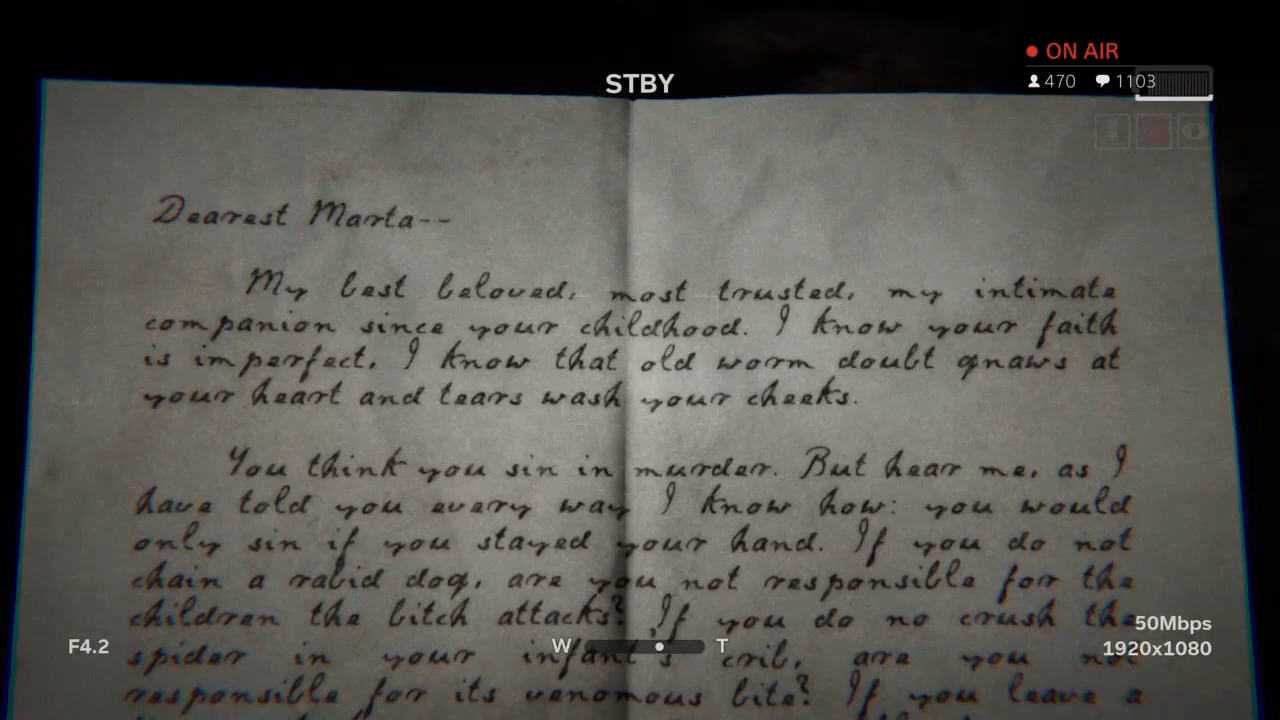 ON AIR
STBY
470 1103
Dearest Marta--
My best beloved, most trusted, my intimate
companion since your childhood. I know your faith
is imperfect, I know that old worm doubt gnaws at
your heart and tears wash your cheeks.
You think you sin in murder. But hear me, as I
have told you every way I know how: you would
only sin if you stayed your hand. If you do not
chain a rabid dog, are you not responsible for the
children the bitch attacks? If you do no crush the
50Mbps
F4.2 W T
1920x1080
spider in your infant's crib, are you not
responsible for its venomous bite? If you leave a